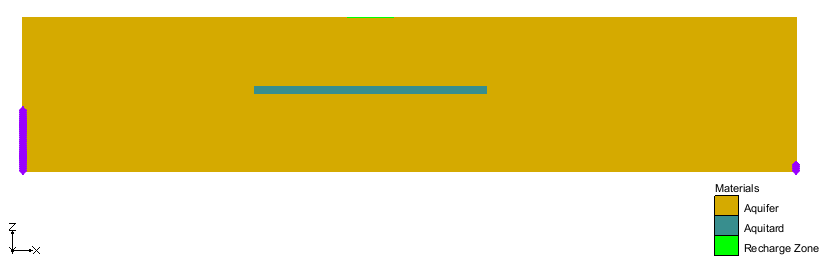 Materials
Aquifer
Aquitard
Recharge Zone
Z
Y X